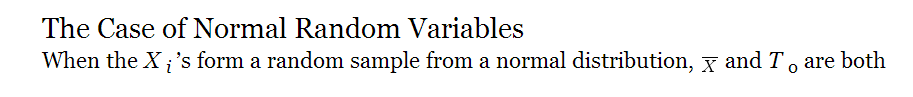 The Case of Normal Random Variables
When the X i's form a random sample from a normal distribution, X̅ and T o are both